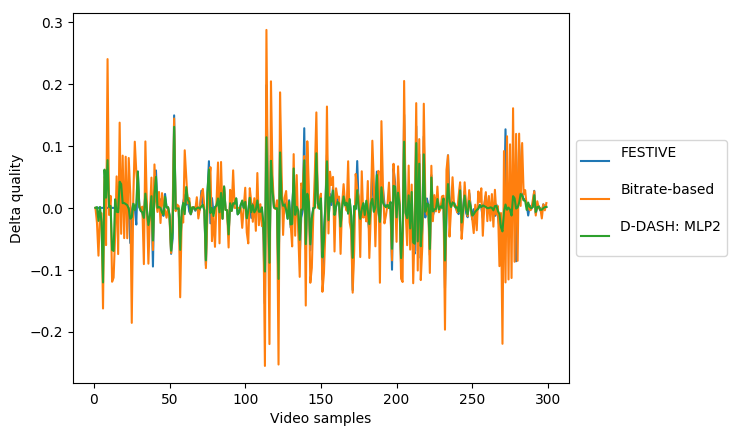 0.3
0.2
0.1
0.0
−0.1
−0.2
Delta quality
0 50 100 150 200 250 300
Video samples
FESTIVE
Bitrate-based
D-DASH: MLP2